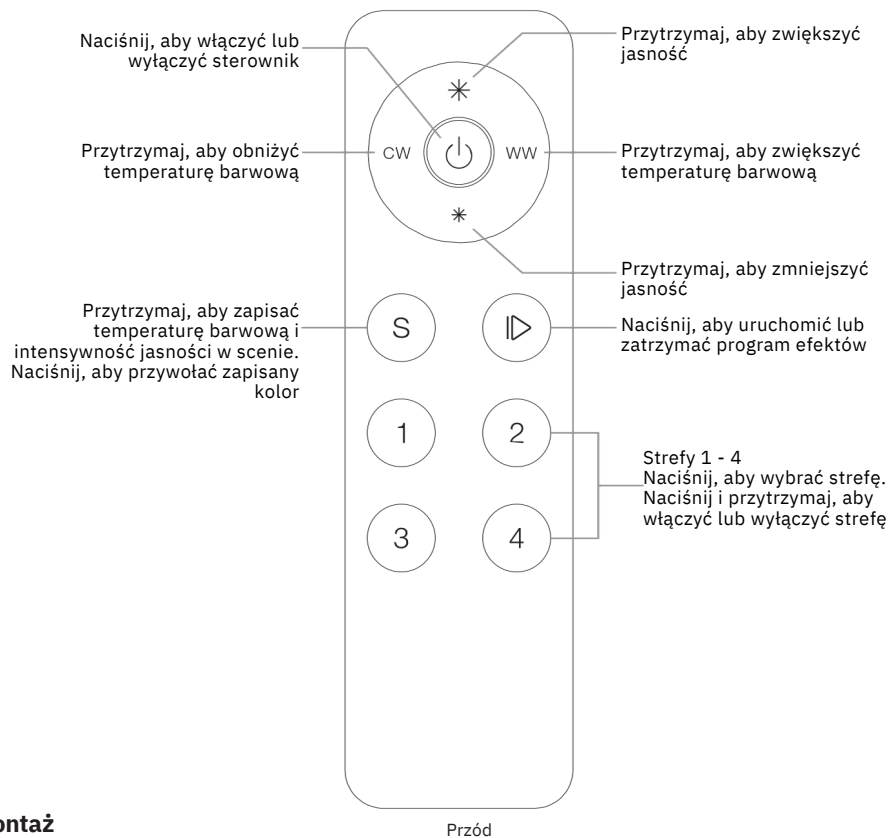 Naciśnij, aby włączyć lub
wyłączyć sterownik
Przytrzymaj, aby zwiększyć
jasność
Przytrzymaj, aby obniżyć
temperaturę barwową
CW
WW
Przytrzymaj, aby zwiększyć
temperaturę barwową
Przytrzymaj, aby zmniejszyć
jasność
Przytrzymaj, aby zapisać
temperaturę barwową i
intensywność jasności w scenie.
Naciśnij, aby przywołać zapisany
kolor
S
Naciśnij, aby uruchomić lub
zatrzymać program efektów
1
2
Strefy 1 - 4
Naciśnij, aby wybrać strefę.
Naciśnij i przytrzymaj, aby
włączyć lub wyłączyć strefę
3
4
Przód
ontaż